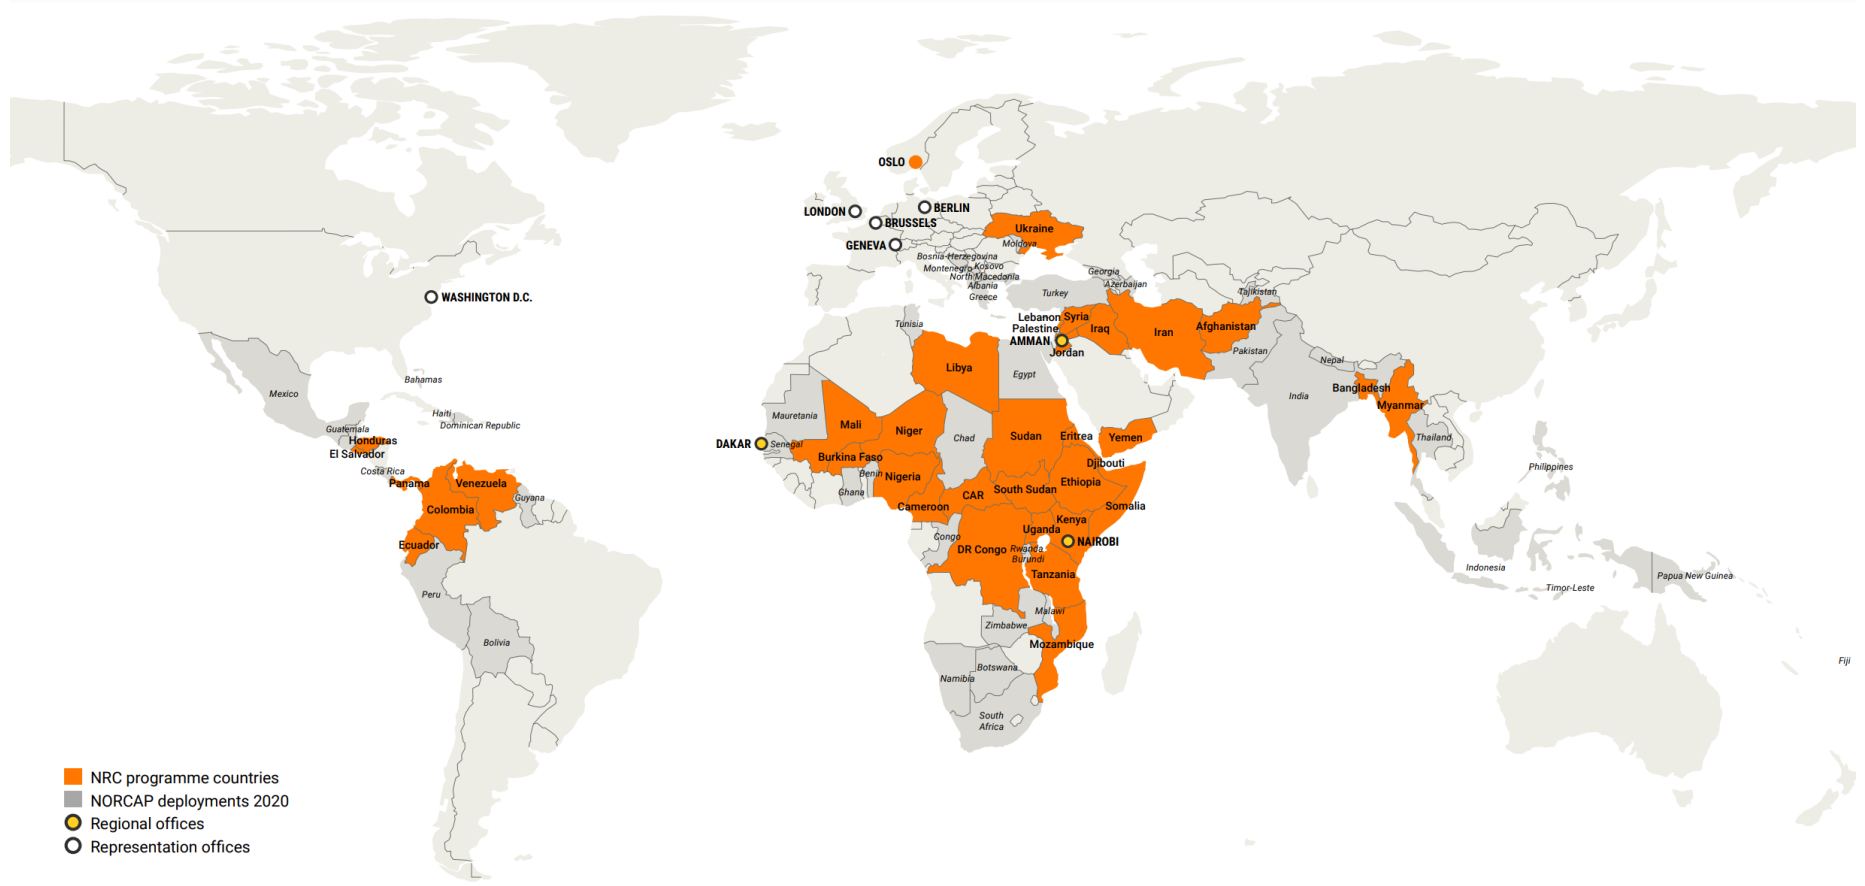 OSLO
LONDON
BERLIN
BRUSSELS
GENEVA
Ukraine
Moldova
Bosnia-Herzegovina
Montenegro
Kosovo
North Macedonia
Albania
Greece
Georgia
Azerbaijan
Turkey
Tajikistan
WASHINGTON D.C.
Tunisia
Lebanon
Syria
Palestine
Iraq
Iran
Afghanistan
AMMAN
Jordan
Pakistan
Nepal
Libya
Egypt
Bahamas
Mexico
India
Bangladesh
Myanmar
Haiti
Dominican Republic
Mauretania
Mali
Niger
Chad
Sudan
Eritrea
Yemen
Guatemala
Honduras
El Salvador
DAKAR
Senegal
Burkina Faso
Thailand
Philippines
Costa Rica
Panama
Venezuela
Guyana
Benin
Nigeria
Ghana
Djibouti
Ethiopia
CAR
South Sudan
Cameroon
Somalia
Colombia
Kenya
Uganda
Ecuador
Congo
DR Congo
Rwanda
Burundi
NAIROBI
Tanzania
Indonesia
Timor-Leste
Papua New Guinea
Peru
Malawi
Zimbabwe
Mozambique
Bolivia
Botswana
Namibia
Fiji
South
Africa
NRC programme countries
NORCAP deployments 2020
Regional offices
Representation offices